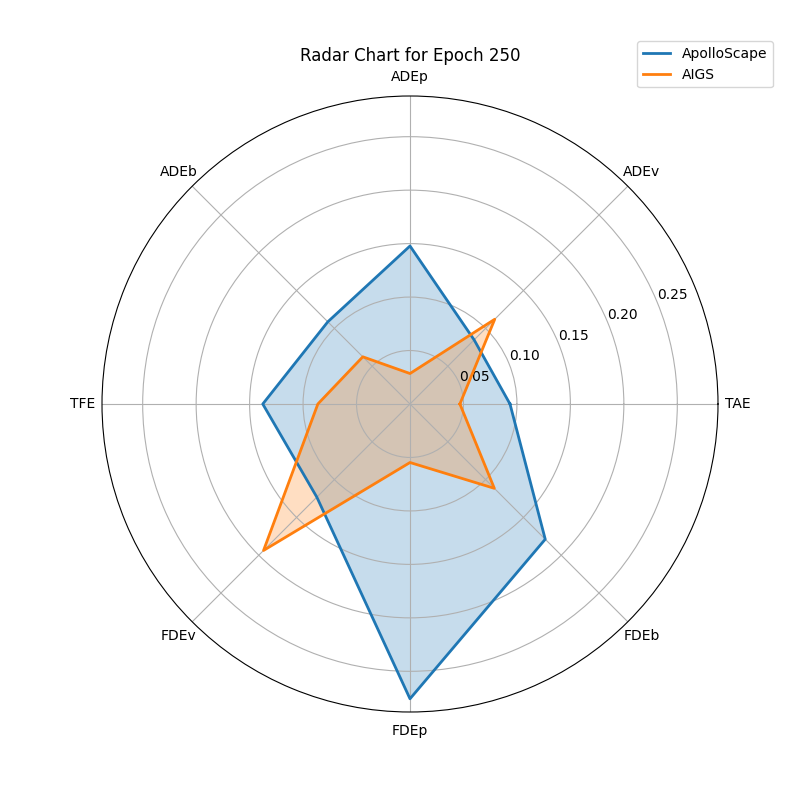 Radar Chart for Epoch 250
ApolloScape
AIGS
ADEp
ADEb
ADEv
0.25
0.20
0.15
0.10
0.05
TFE
TAE
FDEv
FDEb
FDEp